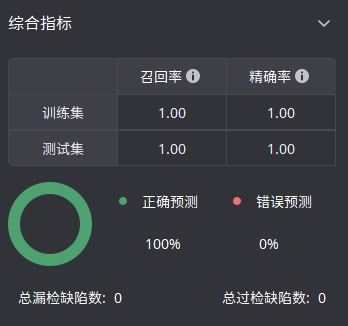 综合指标
召回率 精确率
训练集 1.00 1.00
测试集 1.00 1.00
正确预测 错误预测
100% 0%
总漏检缺陷数: 0 总过检缺陷数: 0